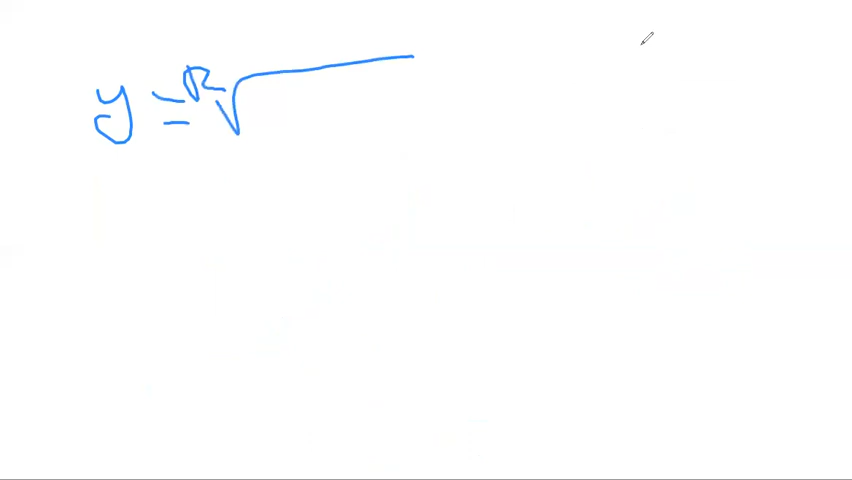 y = √